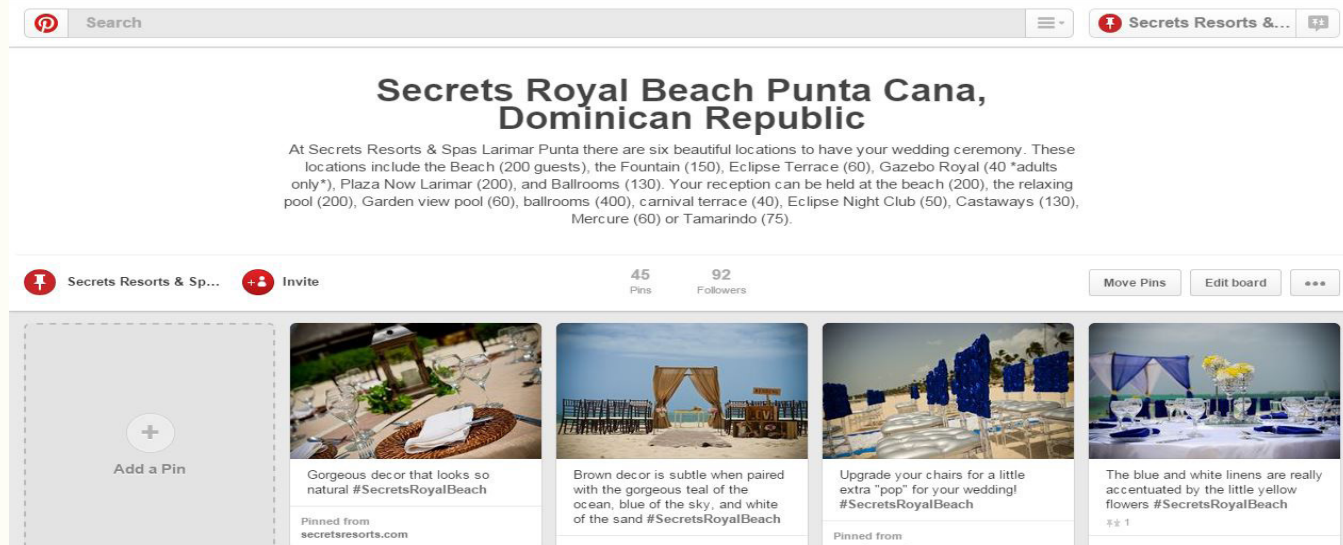 Search
Secrets Resorts &...
Secrets Royal Beach Punta Cana,
Dominican Republic
At Secrets Resorts & Spas Larimar Punta there are six beautiful locations to have your wedding ceremony. These
locations include the Beach (200 guests), the Fountain (150), Eclipse Terrace (60), Gazebo Royal (40 *adults
only*), Plaza Now Larimar (200), and Ballrooms (130). Your reception can be held at the beach (200), the relaxing
pool (200), Garden view pool (60), ballrooms (400), carnival terrace (40), Eclipse Night Club (50), Castaways (130),
Mercure (60) or Tamarindo (75).
Secrets Resorts & Sp...
Invite
45
Pins
92
Followers
Move Pins
Edit board
Add a Pin
Gorgeous decor that looks so
natural #SecretsRoyalBeach
Pinned from
secretsresorts.com
Brown decor is subtle when paired
with the gorgeous teal of the
ocean, blue of the sky, and white
of the sand #SecretsRoyalBeach
Upgrade your chairs for a little
extra "pop" for your wedding!
#SecretsRoyalBeach
Pinned from
The blue and white linens are really
accentuated by the little yellow
flowers #SecretsRoyalBeach
1